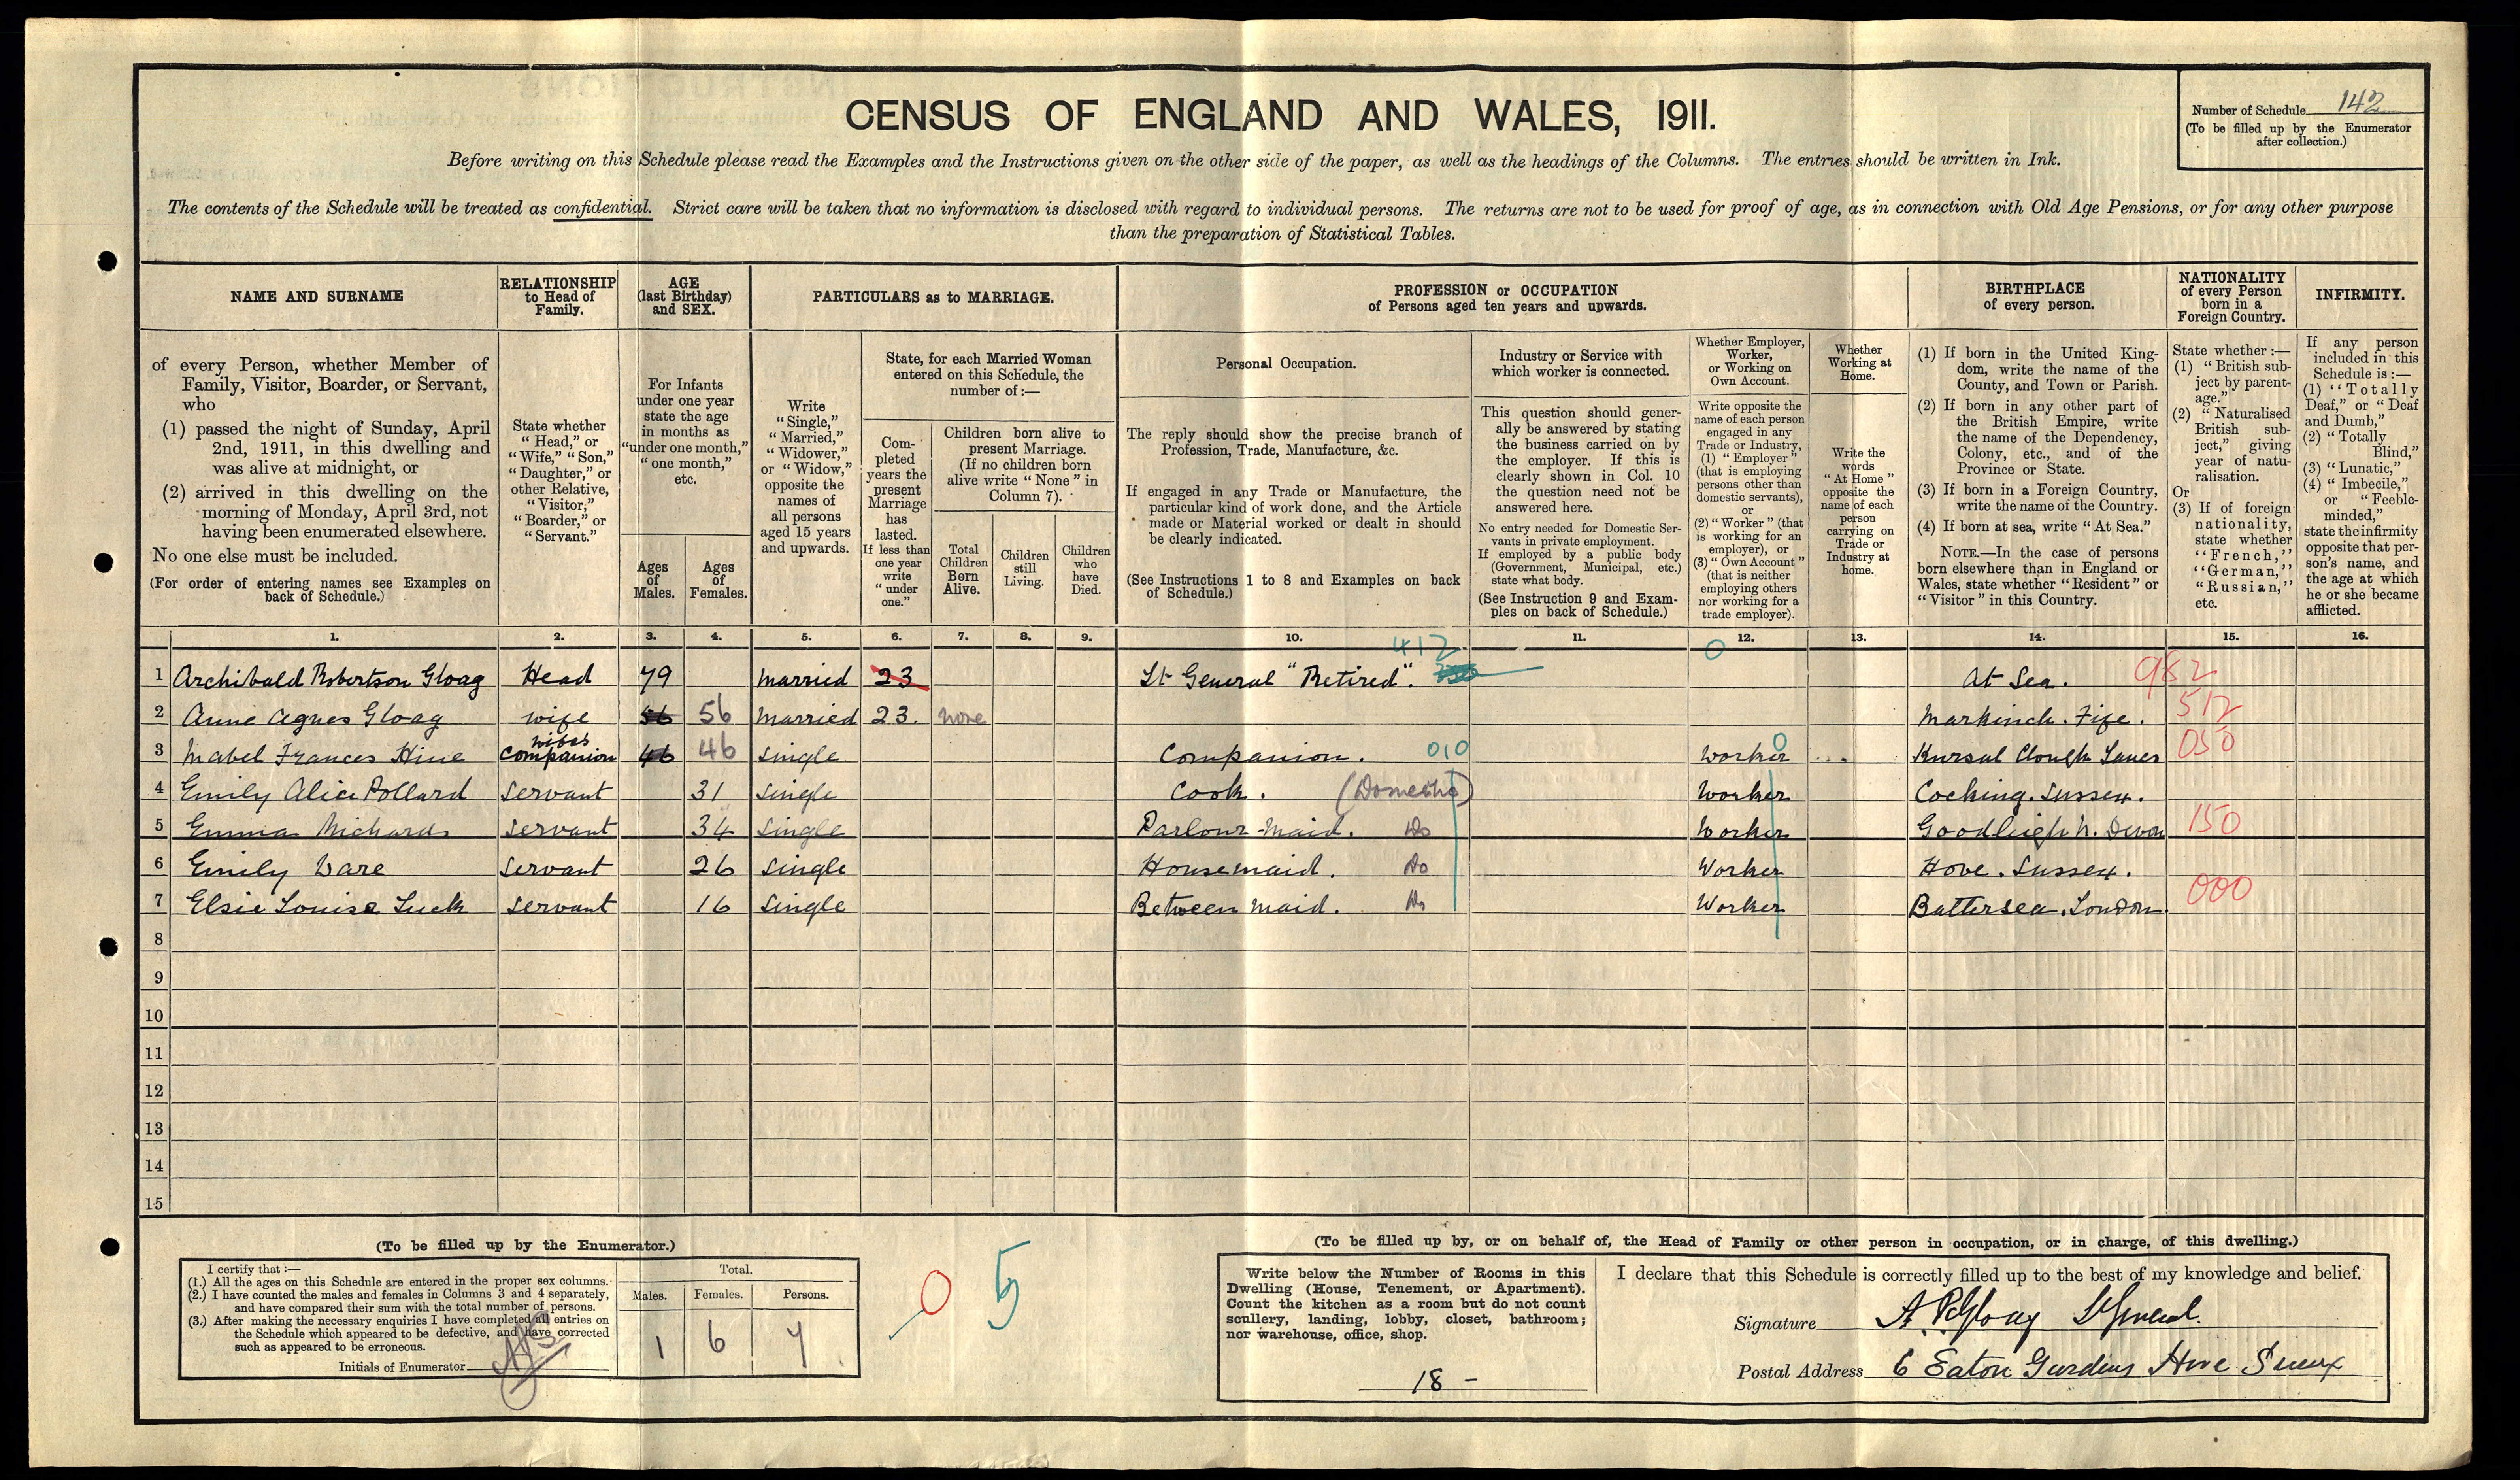 CENSUS OF ENGLAND AND WALES, 1911.
Number of Schedule 142
(To be filled up by the Enumerator
after collection.)
Before writing on this Schedule please read the Examples and the Instructions given on the other side of the paper, as well as the headings of the Columns. The entries should be written in Ink.
The contents of the Schedule will be treated as confidential. Strict care will be taken that no information is disclosed with regard to individual persons. The returns are not to be used for proof of age, as in connection with Old Age Pensions, or for any other purpose
than the preparation of Statistical Tables.
NAME AND SURNAME
RELATIONSHIP
to Head of
Family.
AGE
(last Birthday)
and SEX.
PARTICULARS as to MARRIAGE.
PROFESSION or OCCUPATION
of Persons aged ten years and upwards.
BIRTHPLACE
of every person.
NATIONALITY
of every Person
born in a
Foreign Country.
INFIRMITY.
of every Person, whether Member of
Family, Visitor, Boarder, or Servant,
who
(1) passed the night of Sunday, April
2nd, 1911, in this dwelling and
was alive at midnight, or
(2) arrived in this dwelling on the
morning of Monday, April 3rd, not
having been enumerated elsewhere.
No one else must be included.
(For order of entering names see Examples on
back of Schedule.)
State whether
"Head," or
"Wife," "Son,"
"Daughter," or
other Relative,
"Visitor,"
"Boarder," or
"Servant."
For Infants
under one year
state the age
in months as
"under one month,"
"one month,"
etc.
Ages
of
Males.
Ages
of
Females.
Write
"Single,"
"Married,"
"Widower,"
or "Widow,"
opposite the
names of
all persons
aged 15 years
and upwards.
State, for each Married Woman
entered on this Schedule, the
number of :—
Com-
pleted
years the
present
Marriage
has
lasted.
If less than
one year
write
"under
one."
Children born alive to
present Marriage.
(If no children born
alive write "None" in
Column 7).
Total
Children
Born
Alive.
Children
still
Living.
Children
who
have
Died.
Personal Occupation.
The reply should show the precise branch of
Profession, Trade, Manufacture, &c.
If engaged in any Trade or Manufacture, the
particular kind of work done, and the Article
made or Material worked or dealt in should
be clearly indicated.
(See Instructions 1 to 8 and Examples on back
of Schedule.)
Industry or Service with
which worker is connected.
This question should gener-
ally be answered by stating
the business carried on by
the employer. If this is
clearly shown in Col. 10
the question need not be
answered here.
No entry needed for Domestic Ser-
vants in private employment.
If employed by a public body
(Government, Municipal, etc.)
state what body.
(See Instruction 9 and Exam-
ples on back of Schedule.)
Whether Employer,
Worker,
or Working on
Own Account.
Write opposite the
name of each person
engaged in any
Trade or Industry,
(1) "Employer"
(that is employing
persons other than
domestic servants),
or
(2) "Worker" (that
is working for an
employer), or
(3) "Own Account"
(that is neither
employing others
nor working for a
trade employer).
Whether
Working at
Home.
Write the
words
"At Home"
opposite the
name of each
person
carrying on
Trade or
Industry at
home.
(1) If born in the United King-
dom, write the name of the
County, and Town or Parish.
(2) If born in any other part of
the British Empire, write
the name of the Dependency,
Colony, etc., and of the
Province or State.
(3) If born in a Foreign Country,
write the name of the Country.
(4) If born at sea, write "At Sea."
NOTE.—In the case of persons
born elsewhere than in England or
Wales, state whether "Resident" or
"Visitor" in this Country.
State whether :—
(1) "British sub-
ject by parent-
age."
(2) "Naturalised
British sub-
ject," giving
year of natu-
ralisation.
Or
(3) If of foreign
nationality,
state whether
"French,"
"German,"
"Russian,"
etc.
If any person
included in this
Schedule is :—
(1) "Totally
Deaf," or "Deaf
and Dumb,"
(2) "Totally
Blind,"
(3) "Lunatic,"
(4) "Imbecile,"
or "Feeble-
minded,"
state the infirmity
opposite that per-
son's name, and
the age at which
he or she became
afflicted.
1. 2. 3. 4. 5. 6. 7. 8. 9. 10. 11. 12. 13. 14. 15. 16.
412 0
1 Archibald Robertson Gloag Head 79 Married 23 Lt General "Retired". At Sea. 982
2 Anne Agnes Gloag Wife 56 56 Married 23. none Markinch. Fife. 512
3 Mabel Frances Hine wife's Companion 46 46 Single Companion. 010 Worker 0 Kursal Clough Lancs 050
4 Emily Alice Pollard Servant 31 Single Cook. (Domestic) Worker Cocking. Sussex.
5 Emma Richards Servant 34 Single Parlour-Maid. Do Worker Goodleigh N. Devon 150
6 Emily Ware Servant 26 Single Housemaid. Do Worker Hove. Sussex.
7 Elsie Louise Luck Servant 16 Single Between Maid. Do Worker Battersea. London. 000
8
9
10
11
12
13
14
15
(To be filled up by the Enumerator.)
I certify that :—
(1.) All the ages on this Schedule are entered in the proper sex columns.
(2.) I have counted the males and females in Columns 3 and 4 separately,
and have compared their sum with the total number of persons.
(3.) After making the necessary enquiries I have completed all entries on
the Schedule which appeared to be defective, and have corrected
such as appeared to be erroneous.
Initials of Enumerator
Total.
Males. Females. Persons.
1 6 7
0 5
(To be filled up by, or on behalf of, the Head of Family or other person in occupation, or in charge, of this dwelling.)
Write below the Number of Rooms in this
Dwelling (House, Tenement, or Apartment).
Count the kitchen as a room but do not count
scullery, landing, lobby, closet, bathroom;
nor warehouse, office, shop.
18 -
I declare that this Schedule is correctly filled up to the best of my knowledge and belief.
Signature A R Gloag Lt General.
Postal Address 6 Eaton Gardens Hove Sussex